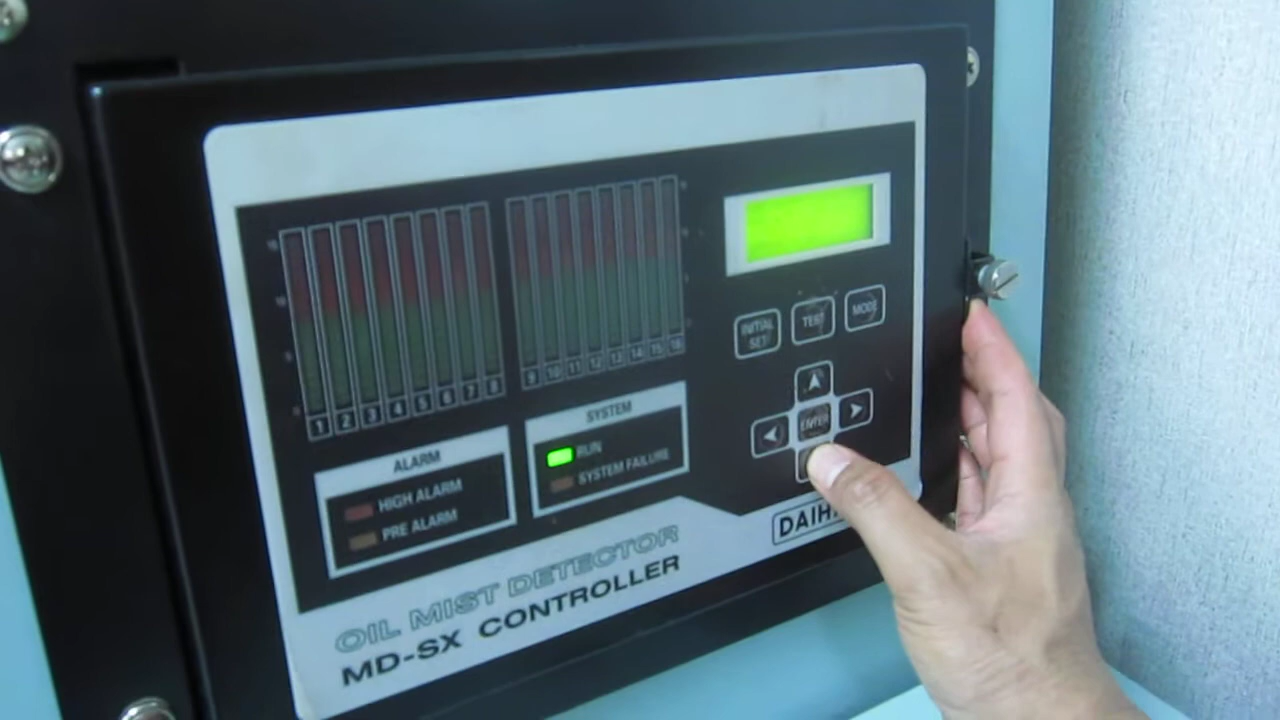 1 2 3 4 5 6 7 8
9 10 11 12 13 14 15 16
INITIAL
SET
TEST
MODE
ENTER
ALARM
HIGH ALARM
PRE ALARM
SYSTEM
RUN
SYSTEM FAILURE
DAIH
OIL MIST DETECTOR
MD-SX CONTROLLER